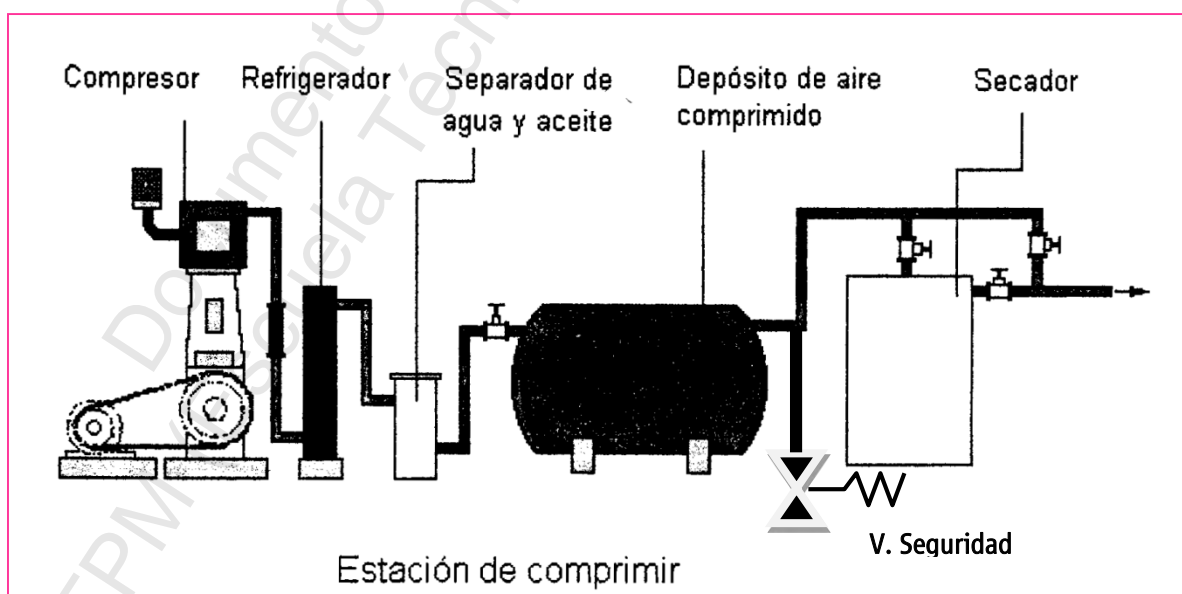 Compresor
Refrigerador
Separador de
agua y aceite
Depósito de aire
comprimido
Secador
V. Seguridad
Estación de comprimir